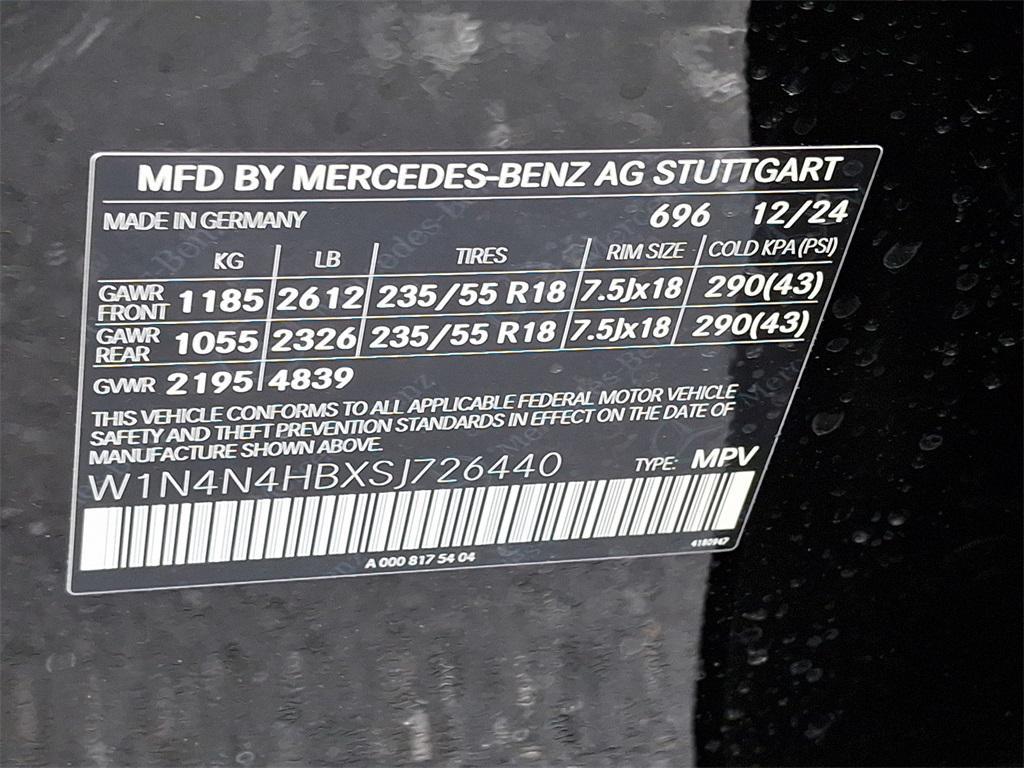 MFD BY MERCEDES-BENZ AG STUTTGART
MADE IN GERMANY 696 12/24
KG LB TIRES RIM SIZE COLD KPA (PSI)
GAWR FRONT 1185 2612 235/55 R18 7.5Jx18 290(43)
GAWR REAR 1055 2326 235/55 R18 7.5Jx18 290(43)
GVWR 2195 4839
THIS VEHICLE CONFORMS TO ALL APPLICABLE FEDERAL MOTOR VEHICLE
SAFETY AND THEFT PREVENTION STANDARDS IN EFFECT ON THE DATE OF
MANUFACTURE SHOWN ABOVE.
W1N4N4HBXSJ726440 TYPE: MPV
A 000 817 54 04